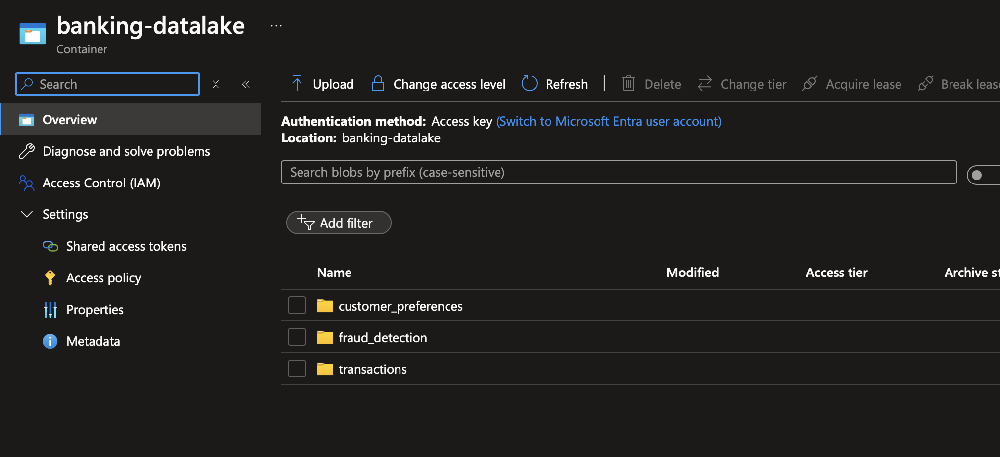 banking-datalake ...
Container
Search
Overview
Diagnose and solve problems
Access Control (IAM)
Settings
Shared access tokens
Access policy
Properties
Metadata
Upload Change access level Refresh Delete Change tier Acquire lease Break leas
Authentication method: Access key (Switch to Microsoft Entra user account)
Location: banking-datalake
Search blobs by prefix (case-sensitive)
Add filter
Name Modified Access tier Archive st
customer_preferences
fraud_detection
transactions